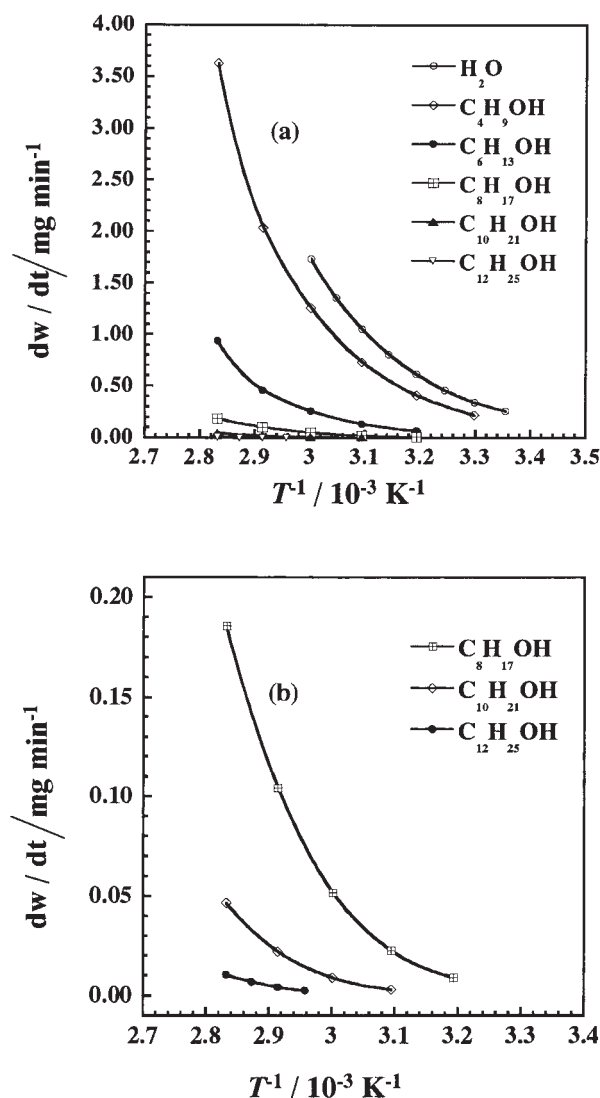 4.00
3.50
3.00
2.50
2.00
1.50
1.00
0.50
0.00
dw / dt / mg min⁻¹
(a)
H₂O
C₄H₉OH
C₆H₁₃OH
C₈H₁₇OH
C₁₀H₂₁OH
C₁₂H₂₅OH
2.7 2.8 2.9 3 3.1 3.2 3.3 3.4 3.5
T⁻¹ / 10⁻³ K⁻¹
0.20
0.15
0.10
0.05
0.00
dw / dt / mg min⁻¹
(b)
C₈H₁₇OH
C₁₀H₂₁OH
C₁₂H₂₅OH
2.7 2.8 2.9 3 3.1 3.2 3.3 3.4
T⁻¹ / 10⁻³ K⁻¹